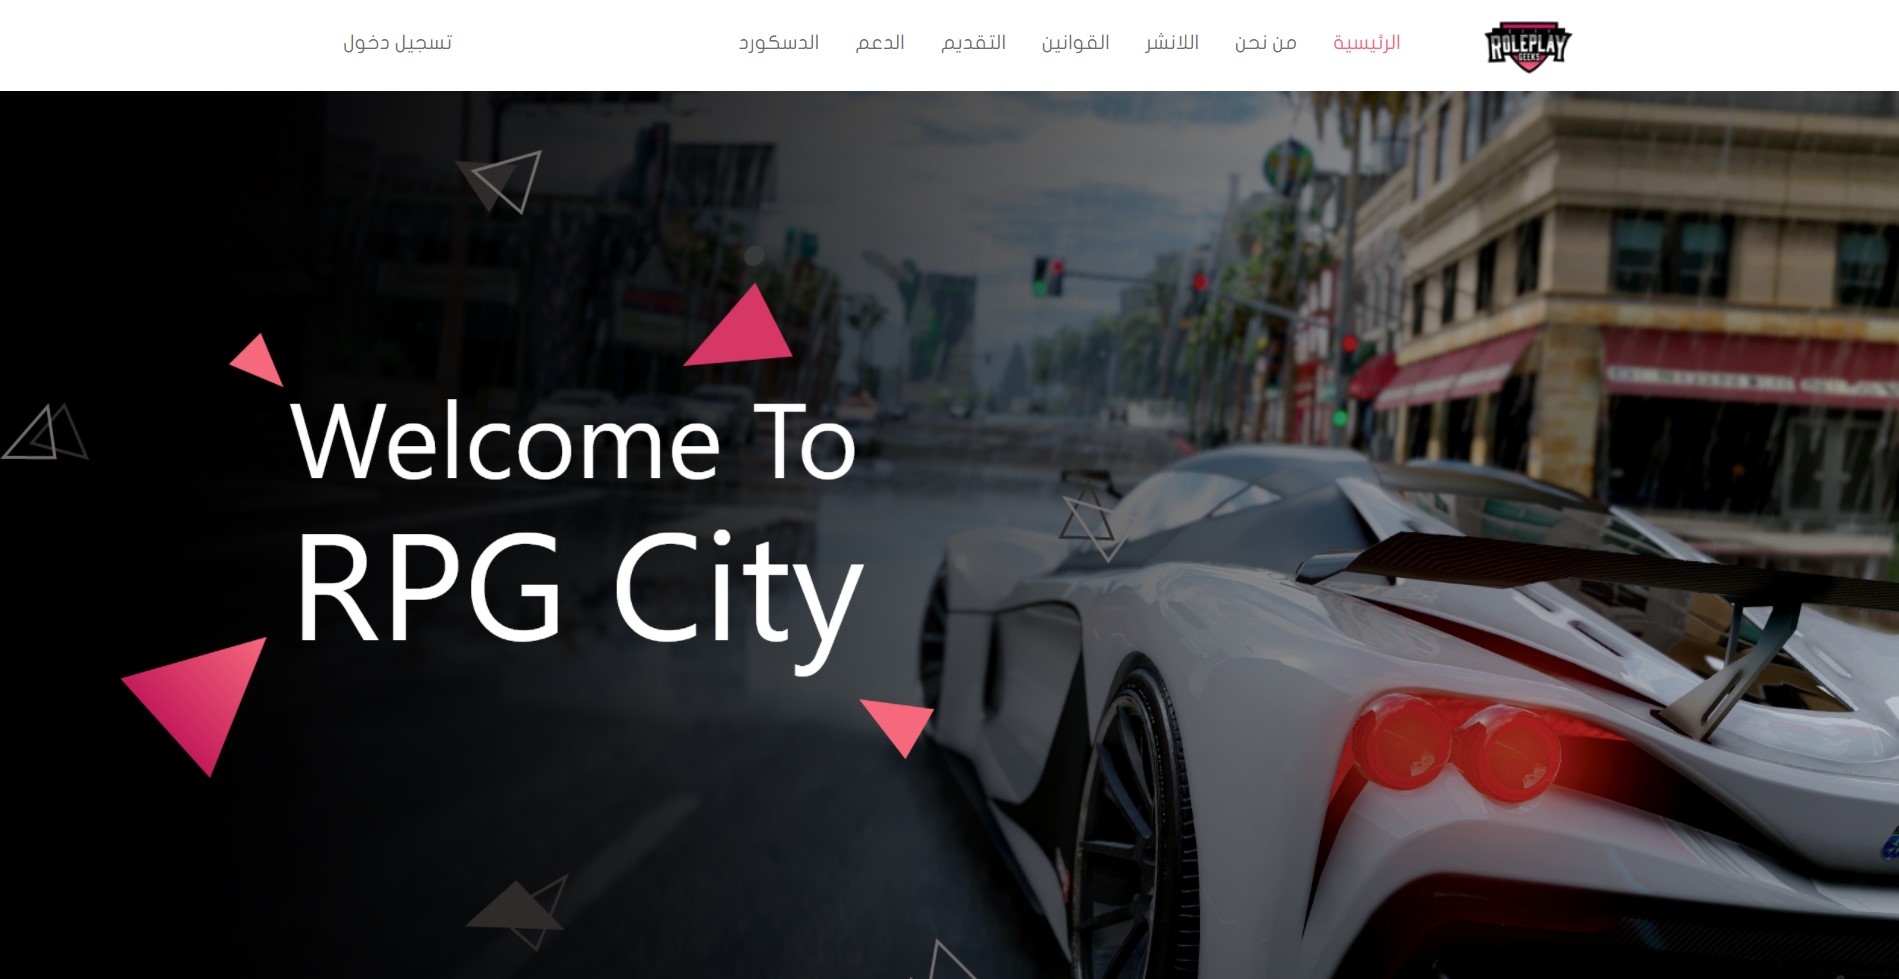 ROLEPLAY
GEEKS
الرئيسية
من نحن
اللانشر
القوانين
التقديم
الدعم
الدسكورد
تسجيل دخول
Welcome To
RPG City